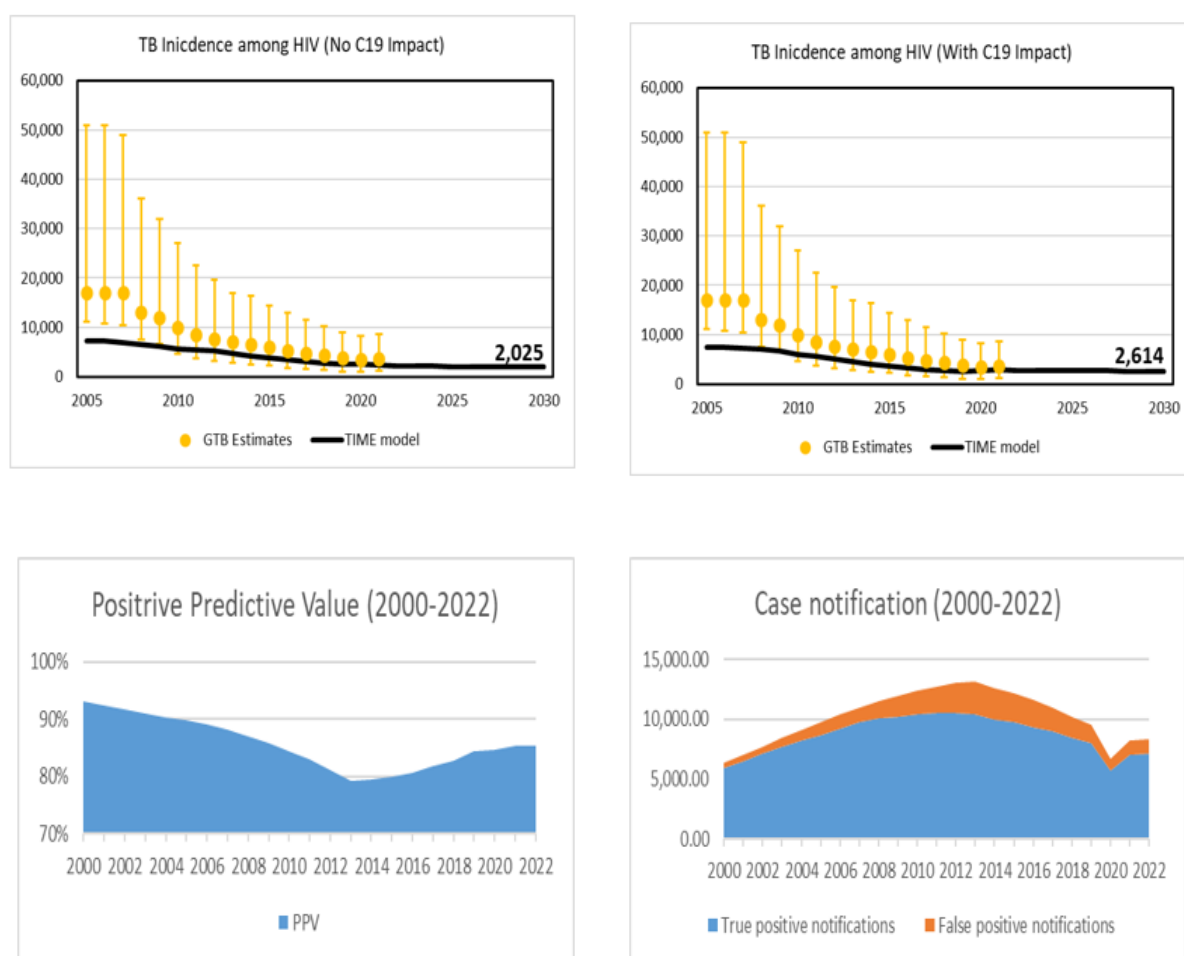 TB Inicdence among HIV (No C19 Impact)
60,000
50,000
40,000
30,000
20,000
10,000
0
2,025
2005 2010 2015 2020 2025 2030
GTB Estimates TIME model
TB Inicdence among HIV (With C19 Impact)
60,000
50,000
40,000
30,000
20,000
10,000
0
2,614
2005 2010 2015 2020 2025 2030
GTB Estimates TIME model
Positrive Predictive Value (2000-2022)
100%
90%
80%
70%
2000 2002 2004 2006 2008 2010 2012 2014 2016 2018 2020 2022
PPV
Case notification (2000-2022)
15,000.00
10,000.00
5,000.00
0.00
2000 2002 2004 2006 2008 2010 2012 2014 2016 2018 2020 2022
True positive notifications False positive notifications